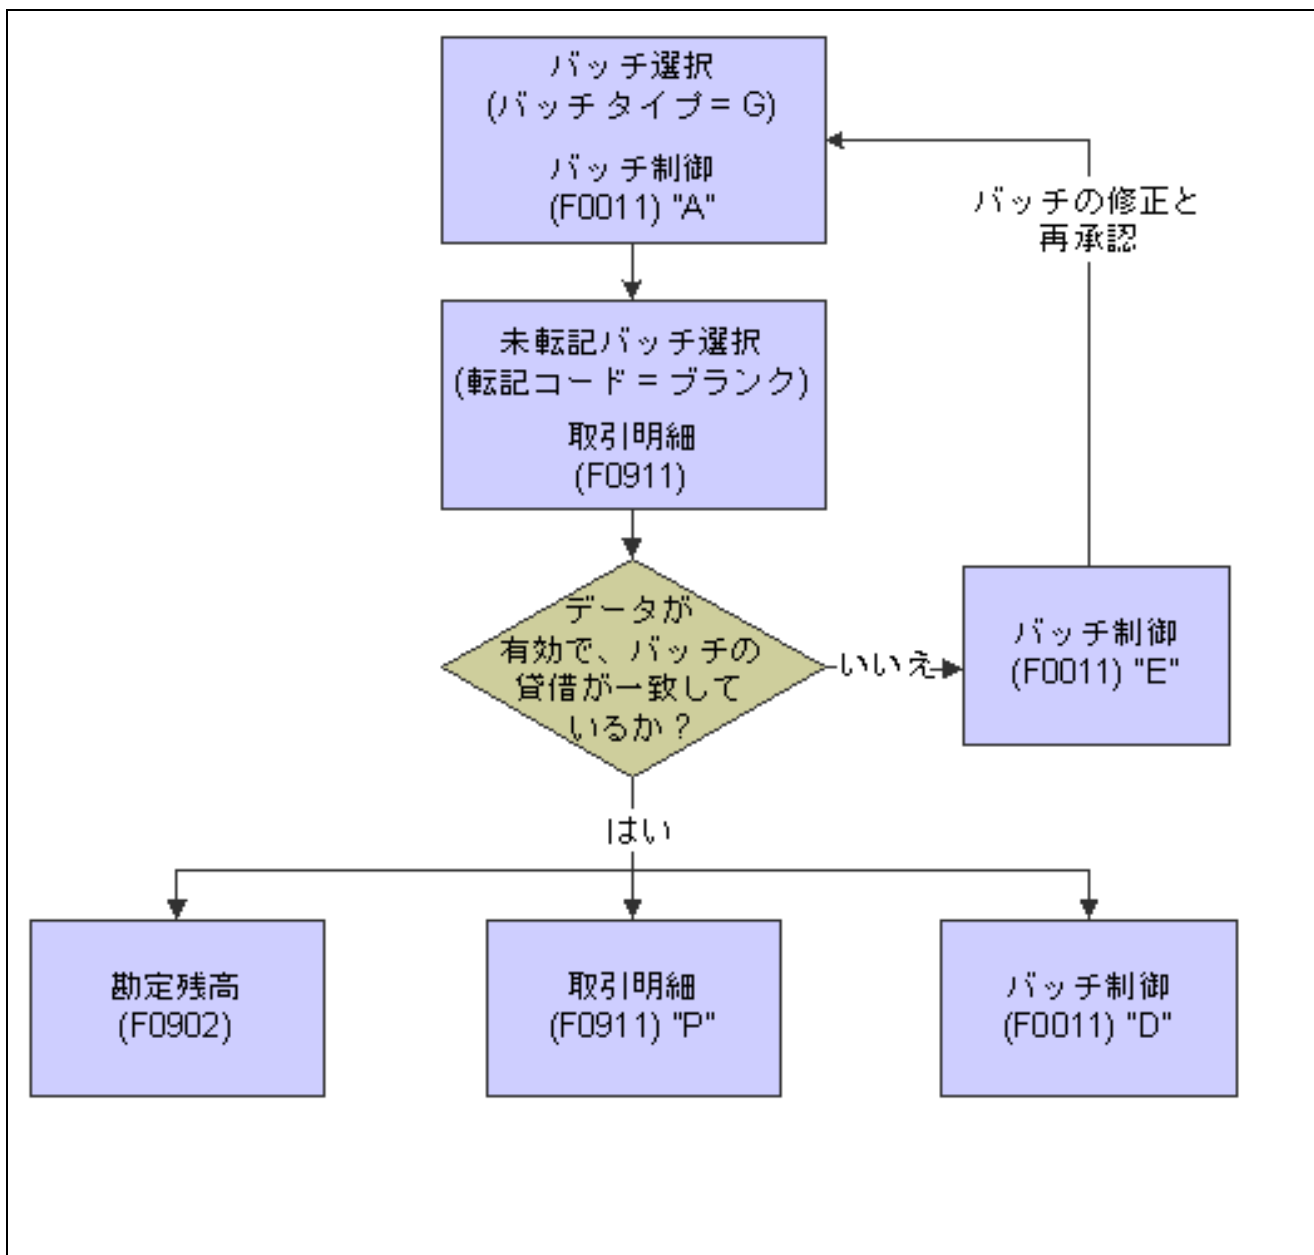 バッチ選択
(バッチ タイプ = G)
バッチ制御
(F0011) "A"
バッチの修正と
再承認
未転記バッチ選択
(転記コード = ブランク)
取引明細
(F0911)
データが
有効で、バッチの
貸借が一致して
いるか？
いいえ
バッチ制御
(F0011) "E"
はい
勘定残高
(F0902)
取引明細
(F0911) "P"
バッチ制御
(F0011) "D"